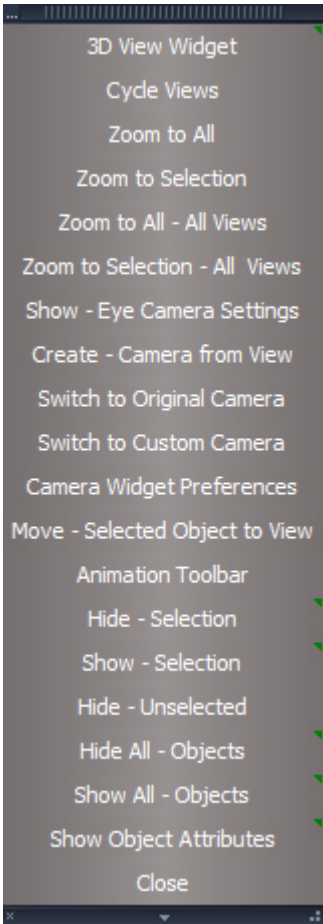 ...
3D View Widget
Cycle Views
Zoom to All
Zoom to Selection
Zoom to All - All Views
Zoom to Selection - All  Views
Show - Eye Camera Settings
Create - Camera from View
Switch to Original Camera
Switch to Custom Camera
Camera Widget Preferences
Move - Selected Object to View
Animation Toolbar
Hide - Selection
Show - Selection
Hide - Unselected
Hide All - Objects
Show All - Objects
Show Object Attributes
Close